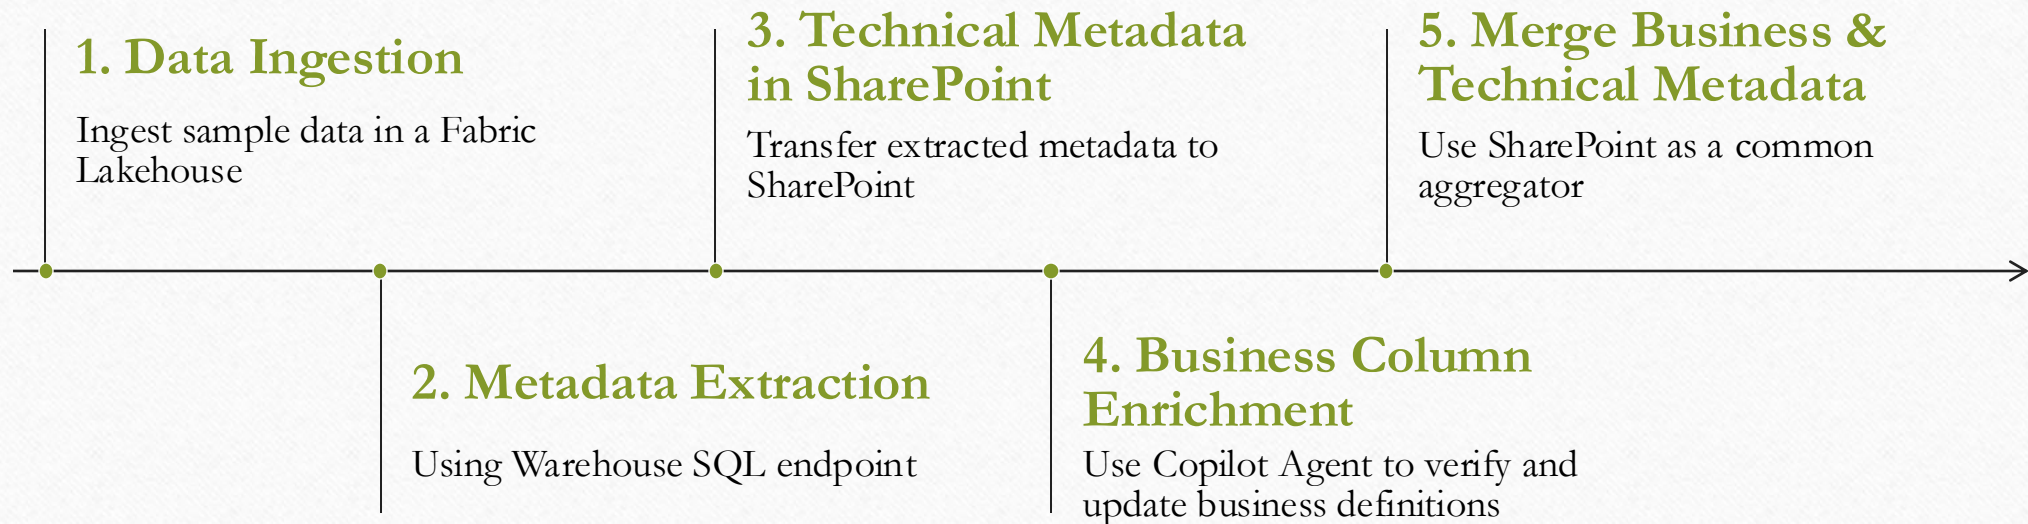 1. Data Ingestion
Ingest sample data in a Fabric
Lakehouse
2. Metadata Extraction
Using Warehouse SQL endpoint
3. Technical Metadata
in SharePoint
Transfer extracted metadata to
SharePoint
4. Business Column
Enrichment
Use Copilot Agent to verify and
update business definitions
5. Merge Business &
Technical Metadata
Use SharePoint as a common
aggregator